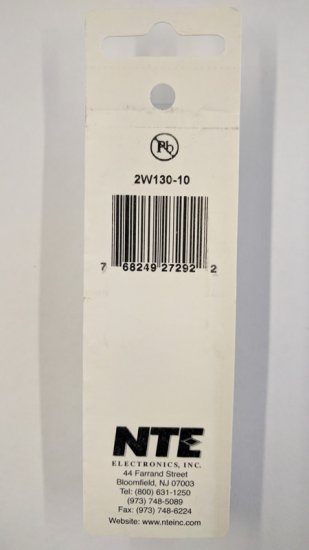 Pb
2W130-10
7 68249 27292 2
NTE
ELECTRONICS, INC.
44 Farrand Street
Bloomfield, NJ 07003
Tel: (800) 631-1250
(973) 748-5089
Fax: (973) 748-6224
Website: www.nteinc.com